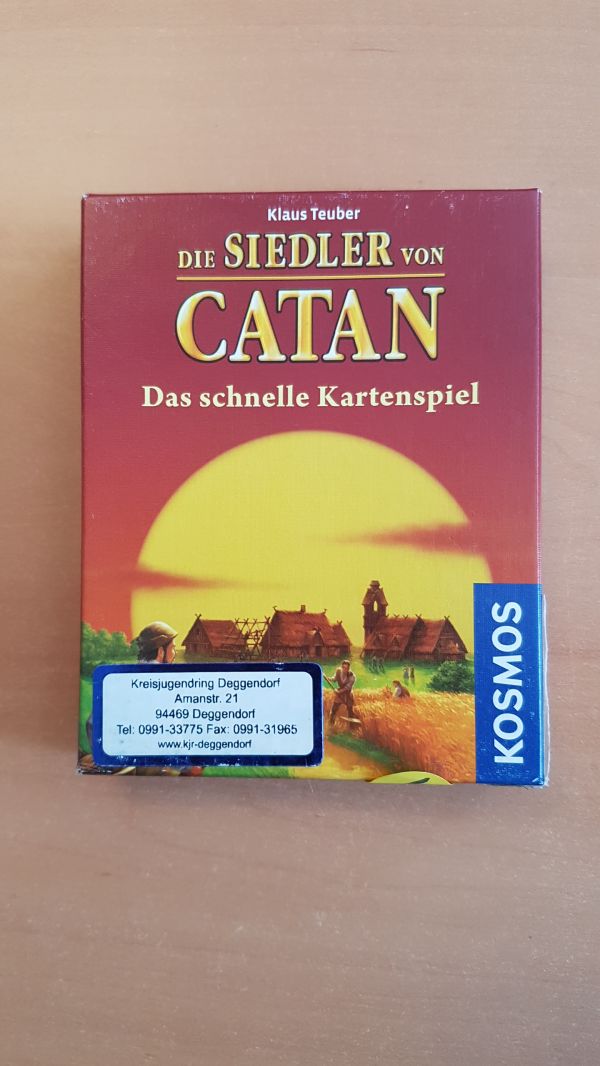 Klaus Teuber
DIE SIEDLER VON
CATAN
Das schnelle Kartenspiel
KOSMOS
Kreisjugendring Deggendorf
Amanstr. 21
94469 Deggendorf
Tel: 0991-33775 Fax: 0991-31965
www.kjr-deggendorf